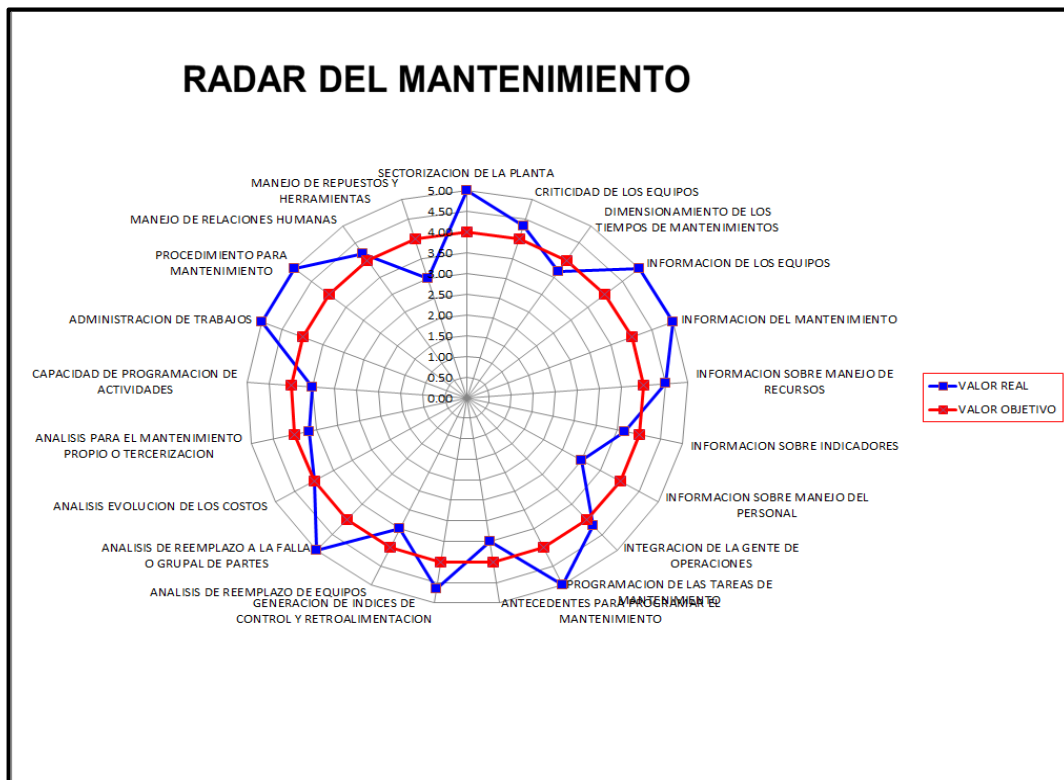 RADAR DEL MANTENIMIENTO
SECTORIZACION DE LA PLANTA
CRITICIDAD DE LOS EQUIPOS
DIMENSIONAMIENTO DE LOS
TIEMPOS DE MANTENIMIENTOS
INFORMACION DE LOS EQUIPOS
INFORMACION DEL MANTENIMIENTO
INFORMACION SOBRE MANEJO DE
RECURSOS
INFORMACION SOBRE INDICADORES
INFORMACION SOBRE MANEJO DEL
PERSONAL
INTEGRACION DE LA GENTE DE
OPERACIONES
PROGRAMACION DE LAS TAREAS DE
MANTENIMIENTO
ANTECEDENTES PARA PROGRAMAR EL
MANTENIMIENTO
GENERACION DE INDICES DE
CONTROL Y RETROALIMENTACION
ANALISIS DE REEMPLAZO DE EQUIPOS
ANALISIS DE REEMPLAZO A LA FALLA
O GRUPAL DE PARTES
ANALISIS EVOLUCION DE LOS COSTOS
ANALISIS PARA EL MANTENIMIENTO
PROPIO O TERCERIZACION
CAPACIDAD DE PROGRAMACION DE
ACTIVIDADES
ADMINISTRACION DE TRABAJOS
PROCEDIMIENTO PARA
MANTENIMIENTO
MANEJO DE RELACIONES HUMANAS
MANEJO DE REPUESTOS Y
HERRAMIENTAS
5.00
4.50
4.00
3.50
3.00
2.50
2.00
1.50
1.00
0.50
0.00
VALOR REAL
VALOR OBJETIVO